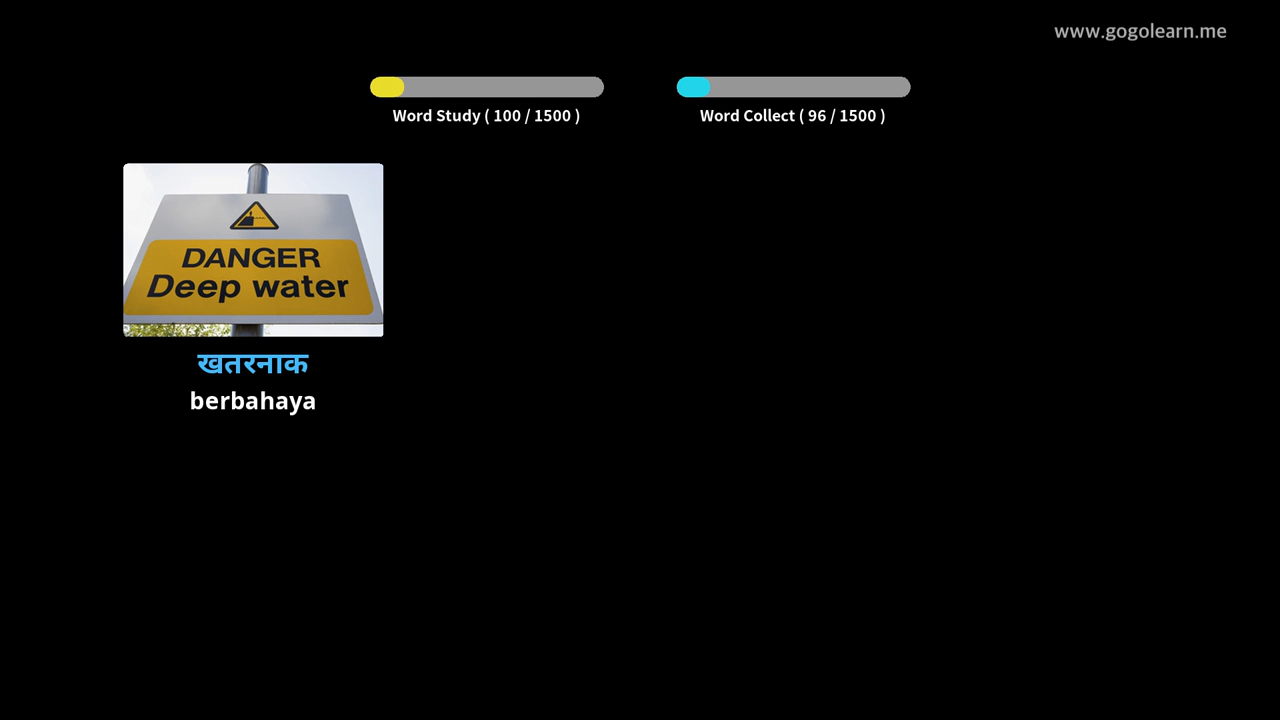 www.gogolearn.me
Word Study ( 100 / 1500 )
Word Collect ( 96 / 1500 )
DANGER
Deep water
खतरनाक
berbahaya